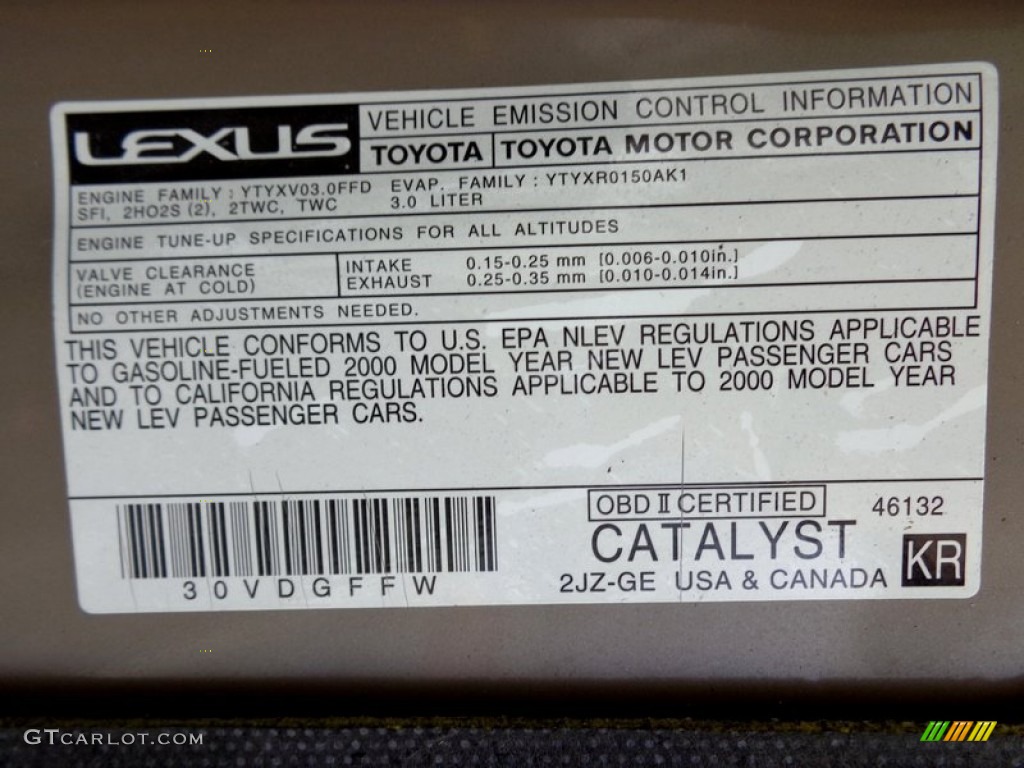 LEXUS
VEHICLE EMISSION CONTROL INFORMATION
TOYOTA TOYOTA MOTOR CORPORATION
ENGINE FAMILY : YTYXV03.0FFD EVAP. FAMILY : YTYXR0150AK1
SFI, 2HO2S (2), 2TWC, TWC 3.0 LITER
ENGINE TUNE-UP SPECIFICATIONS FOR ALL ALTITUDES
VALVE CLEARANCE INTAKE 0.15-0.25 mm [0.006-0.010in.]
(ENGINE AT COLD) EXHAUST 0.25-0.35 mm [0.010-0.014in.]
NO OTHER ADJUSTMENTS NEEDED.
THIS VEHICLE CONFORMS TO U.S. EPA NLEV REGULATIONS APPLICABLE
TO GASOLINE-FUELED 2000 MODEL YEAR NEW LEV PASSENGER CARS
AND TO CALIFORNIA REGULATIONS APPLICABLE TO 2000 MODEL YEAR
NEW LEV PASSENGER CARS.
OBD II CERTIFIED 46132
CATALYST KR
30VDGFFW 2JZ-GE USA & CANADA
GTCARLOT.COM